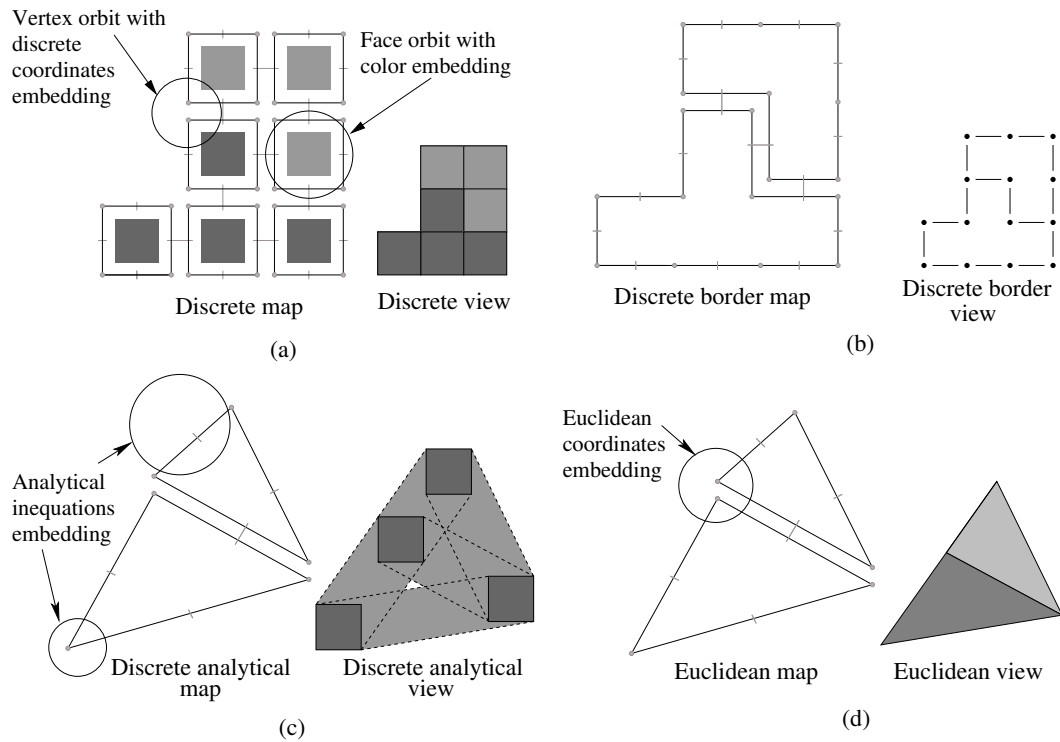 Vertex orbit with
discrete
coordinates
embedding
Face orbit with
color embedding
Discrete map
Discrete view
(a)
Discrete border map
Discrete border
view
(b)
Analytical
inequations
embedding
Discrete analytical
map
Discrete analytical
view
(c)
Euclidean
coordinates
embedding
Euclidean map
Euclidean view
(d)